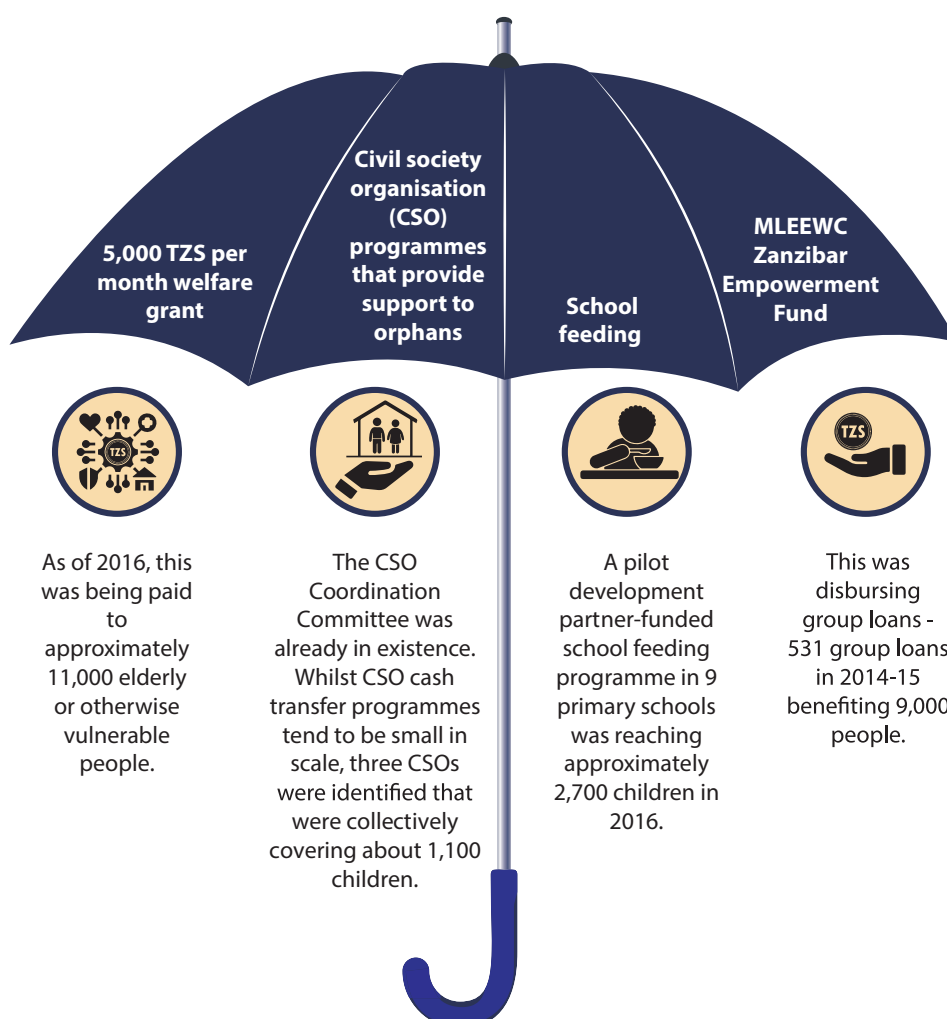 5,000 TZS per
month welfare
grant
Civil society
organisation
(CSO)
programmes
that provide
support to
orphans
School
feeding
MLEEWC
Zanzibar
Empowerment
Fund
TZS
TZS
As of 2016, this
was being paid
to
approximately
11,000 elderly
or otherwise
vulnerable
people.
The CSO
Coordination
Committee was
already in existence.
Whilst CSO cash
transfer programmes
tend to be small in
scale, three CSOs
were identified that
were collectively
covering about 1,100
children.
A pilot
development
partner-funded
school feeding
programme in 9
primary schools
was reaching
approximately
2,700 children in
2016.
This was
disbursing
group loans -
531 group loans
in 2014-15
benefiting 9,000
people.